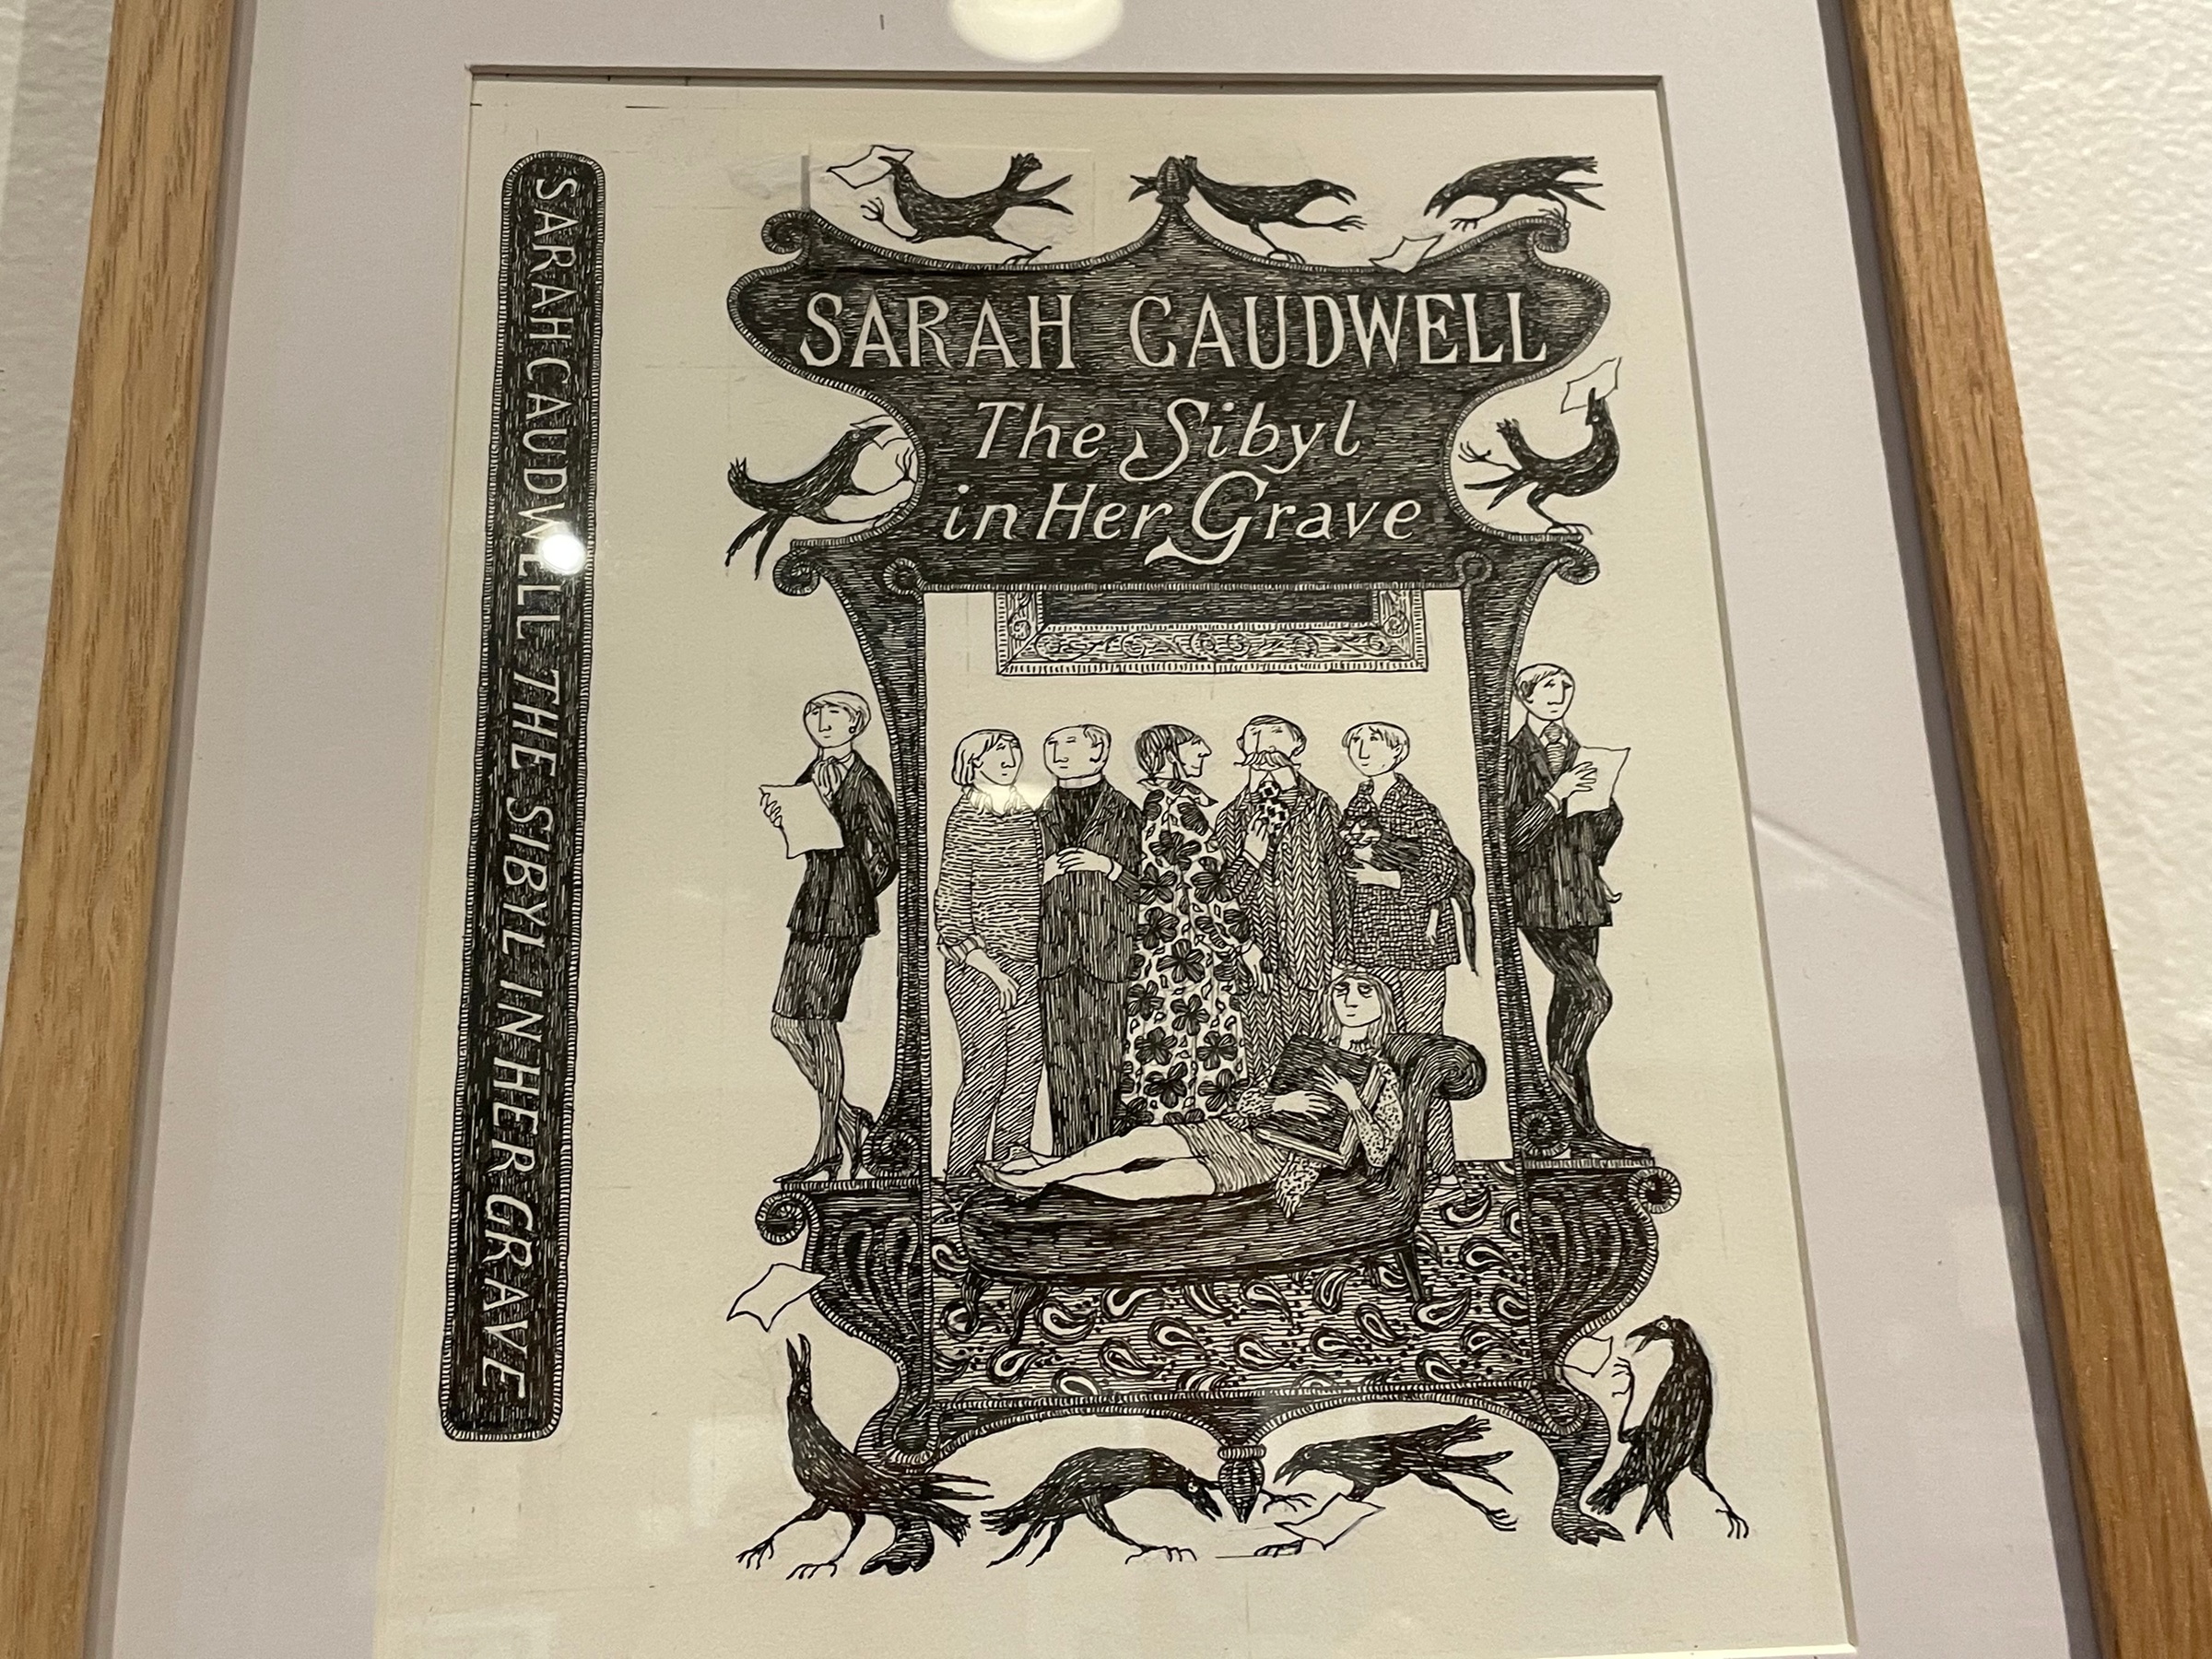 SARAH CAUDWELL THE SIBYL IN HER GRAVE
SARAH CAUDWELL
The Sibyl
in Her Grave